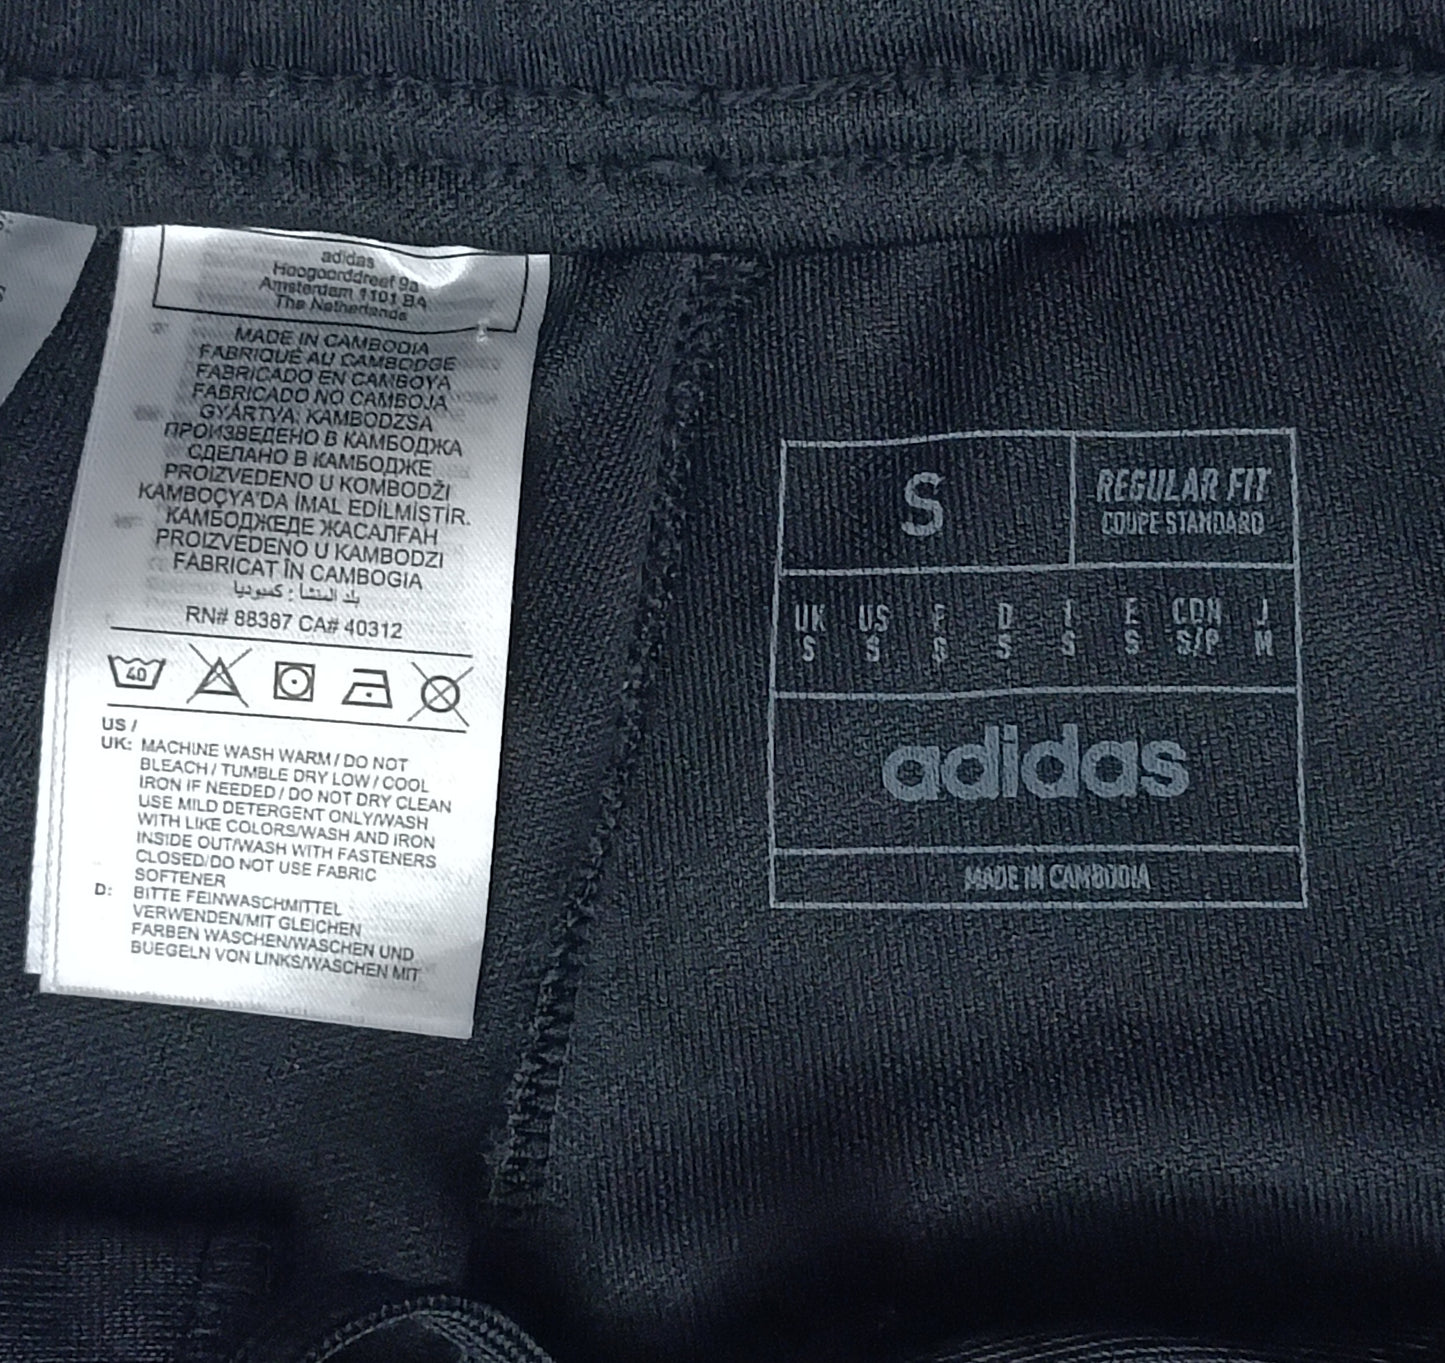 adidas
Hoogoorddreef 9a
Amsterdam 1101 BA
The Netherlands
MADE IN CAMBODIA
FABRIQUÉ AU CAMBODGE
FABRICADO EN CAMBOYA
FABRICADO NO CAMBOJA
GYÁRTVA: KAMBODZSA
ПРОИЗВЕДЕНО В КАМБОДЖА
СДЕЛАНО В КАМБОДЖЕ
PROIZVEDENO U KOMBODŽI
KAMBOÇYA'DA İMAL EDİLMİŞTİR.
КАМБОДЖЕДЕ ЖАСАЛҒАН
PROIZVEDENO U KAMBODZI
FABRICAT ÎN CAMBOGIA
بلد المنشأ : كمبوديا
RN# 88387 CA# 40312
40
US /
UK: MACHINE WASH WARM / DO NOT
BLEACH / TUMBLE DRY LOW / COOL
IRON IF NEEDED / DO NOT DRY CLEAN
USE MILD DETERGENT ONLY/WASH
WITH LIKE COLORS/WASH AND IRON
INSIDE OUT/WASH WITH FASTENERS
CLOSED/DO NOT USE FABRIC
SOFTENER
D: BITTE FEINWASCHMITTEL
VERWENDEN/MIT GLEICHEN
FARBEN WASCHEN/WASCHEN UND
BUEGELN VON LINKS/WASCHEN MIT
S
REGULAR FIT
COUPE STANDARD
UK US F D I E CDN J
S S S S S S S/P M
adidas
MADE IN CAMBODIA